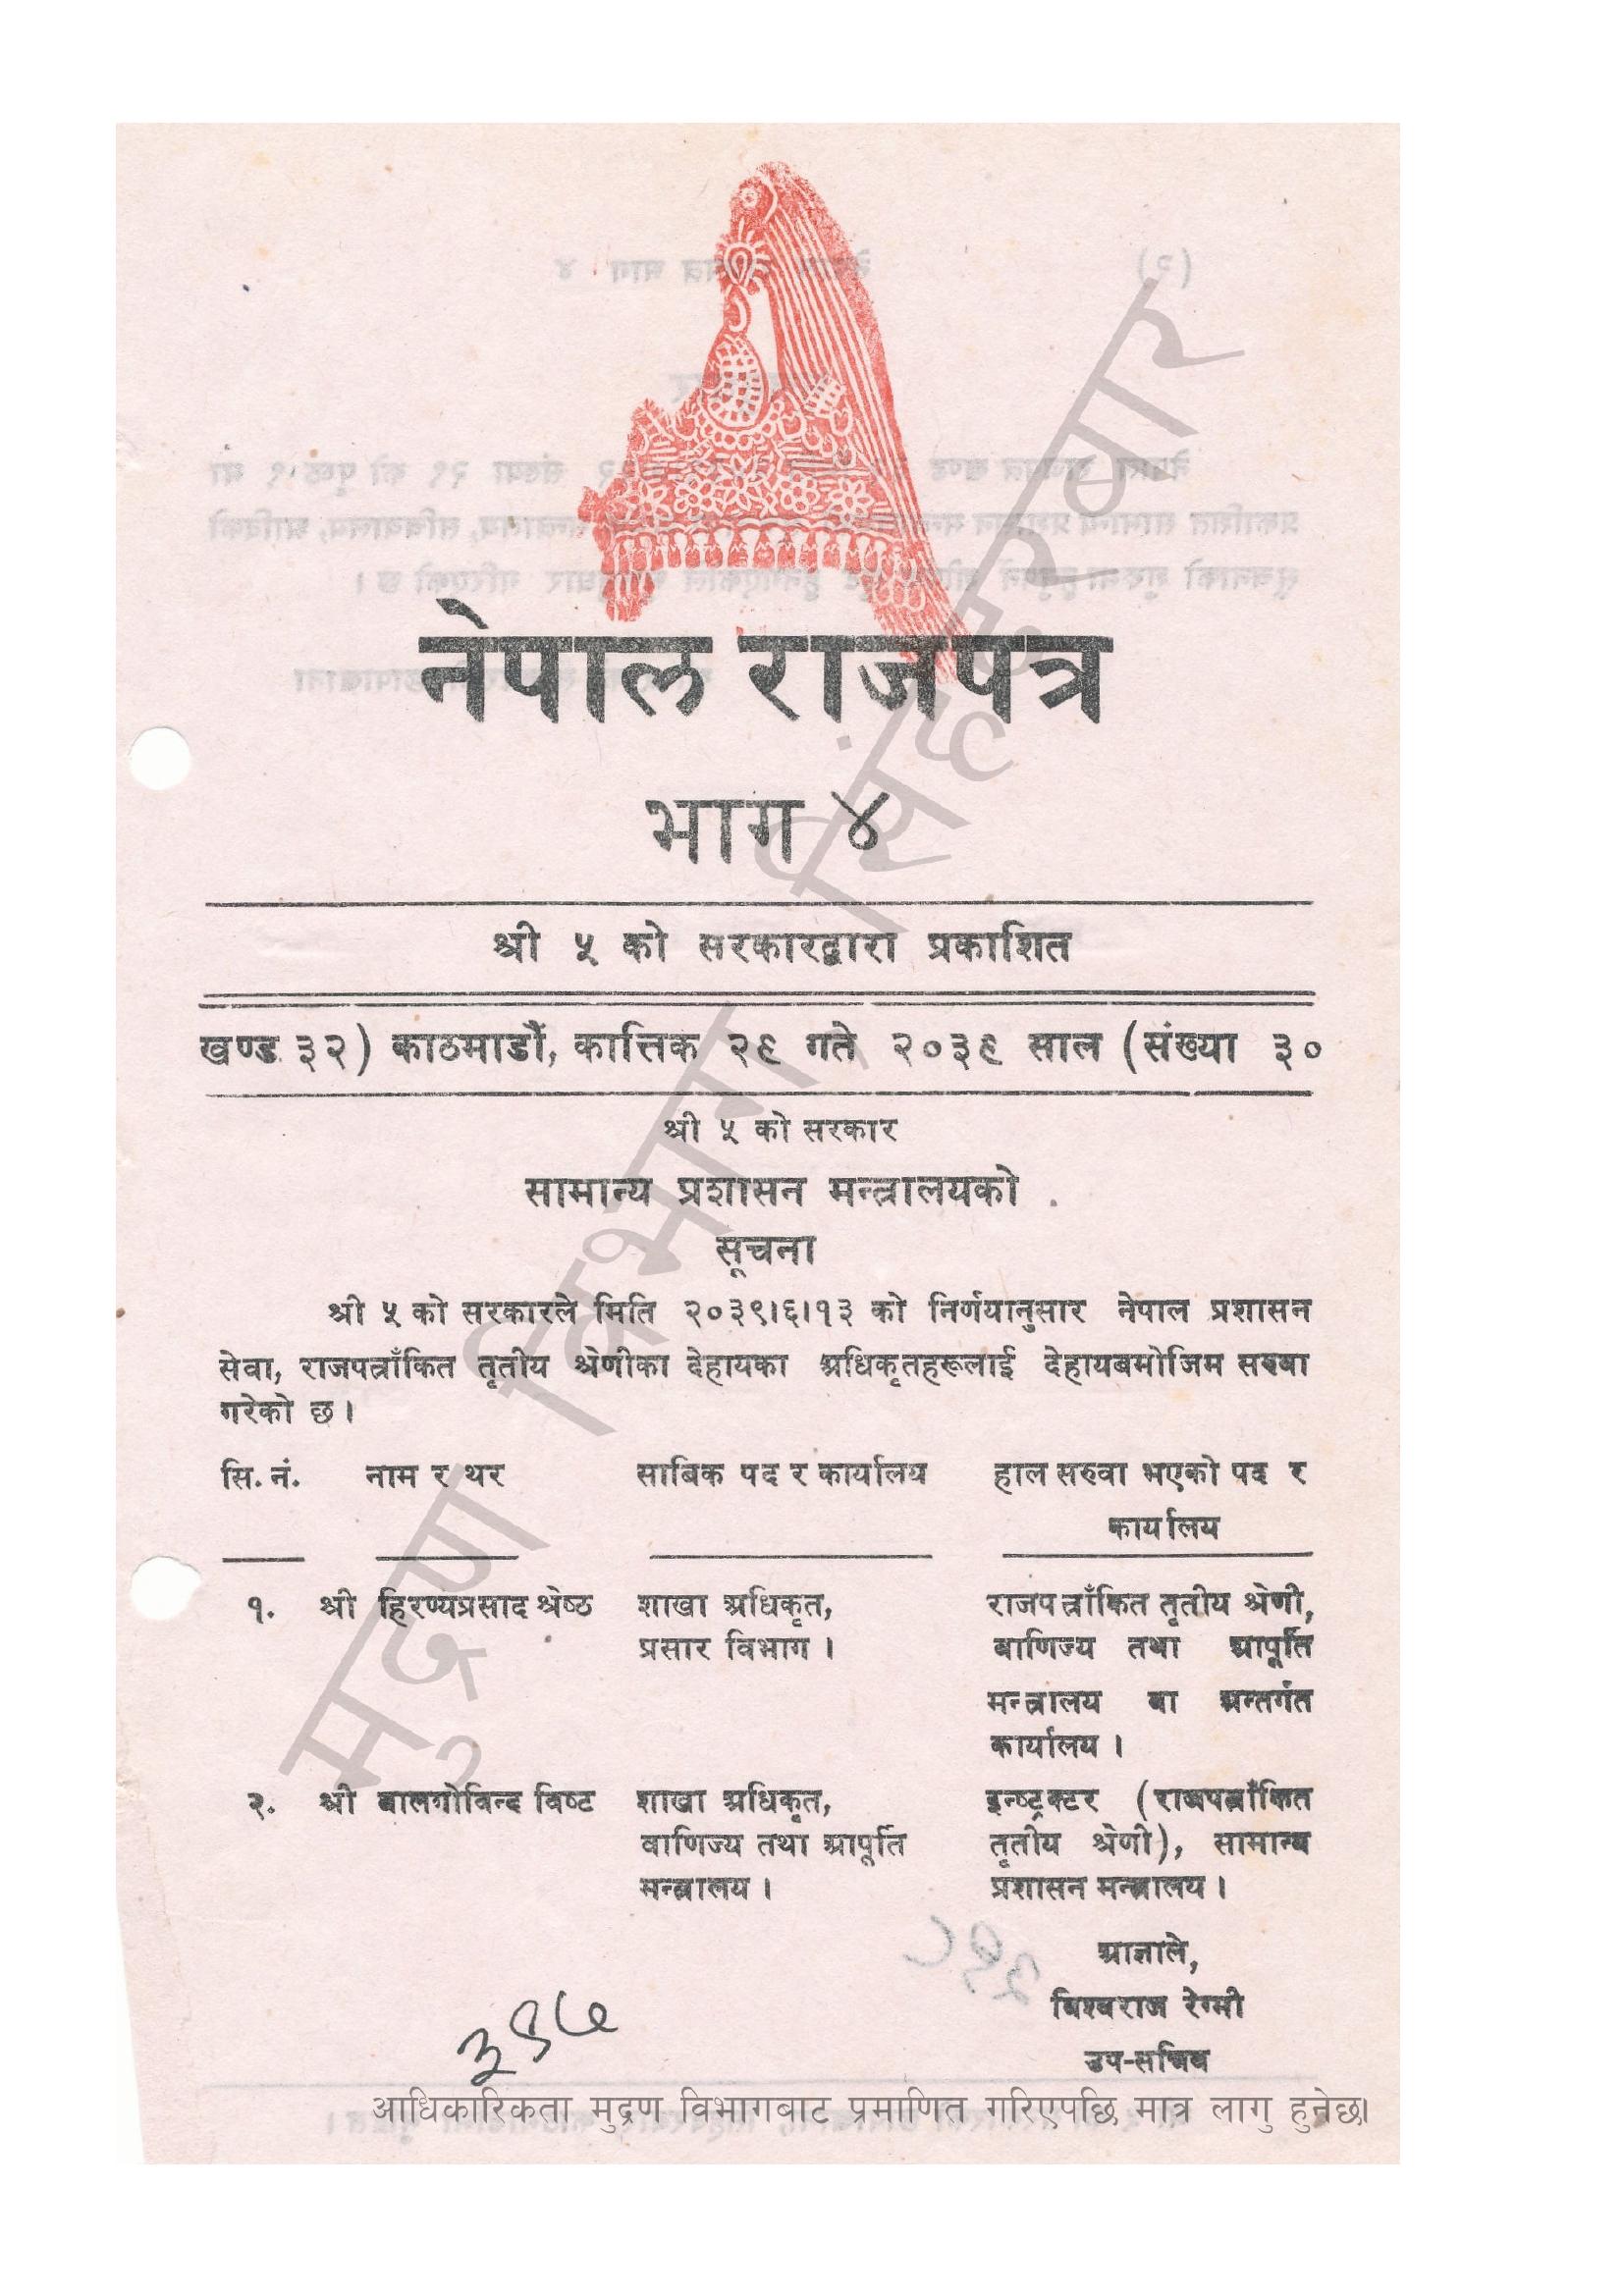 नेपाल राजपत्र
भाग ४
श्री ५ को सरकारद्वारा प्रकाशित
खण्ड ३२) काठमाडौं, कात्तिक २९ गते २०३९ साल (संख्या ३०
श्री ५ को सरकार
सामान्य प्रशासन मन्त्रालयको
सूचना
श्री ५ को सरकारले मिति २०३९।६।१३ को निर्णयानुसार नेपाल प्रशासन
सेवा, राजपत्राँकित तृतीय श्रेणीका देहायका अधिकृतहरूलाई देहायबमोजिम सरुवा
गरेको छ।
सि. नं. नाम र थर साबिक पद र कार्यालय हाल सरुवा भएको पद र
कार्यालय
१. श्री हिरण्यप्रसाद श्रेष्ठ शाखा अधिकृत, राजपत्राँकित तृतीय श्रेणी,
प्रसार विभाग। बाणिज्य तथा आपूर्ति
मन्त्रालय वा अन्तर्गत
कार्यालय।
२. श्री बालगोविन्द विष्ट शाखा अधिकृत, इन्ष्ट्रक्टर (राजपत्राँकित
वाणिज्य तथा आपूर्ति तृतीय श्रेणी), सामान्य
मन्त्रालय। प्रशासन मन्त्रालय।
आज्ञाले,
विश्वराज रेग्मी
उप-सचिव
मुद्रण विभाग, सिंहदरबार
आधिकारिकता मुद्रण विभागबाट प्रमाणित गरिएपछि मात्र लागु हुनेछ।